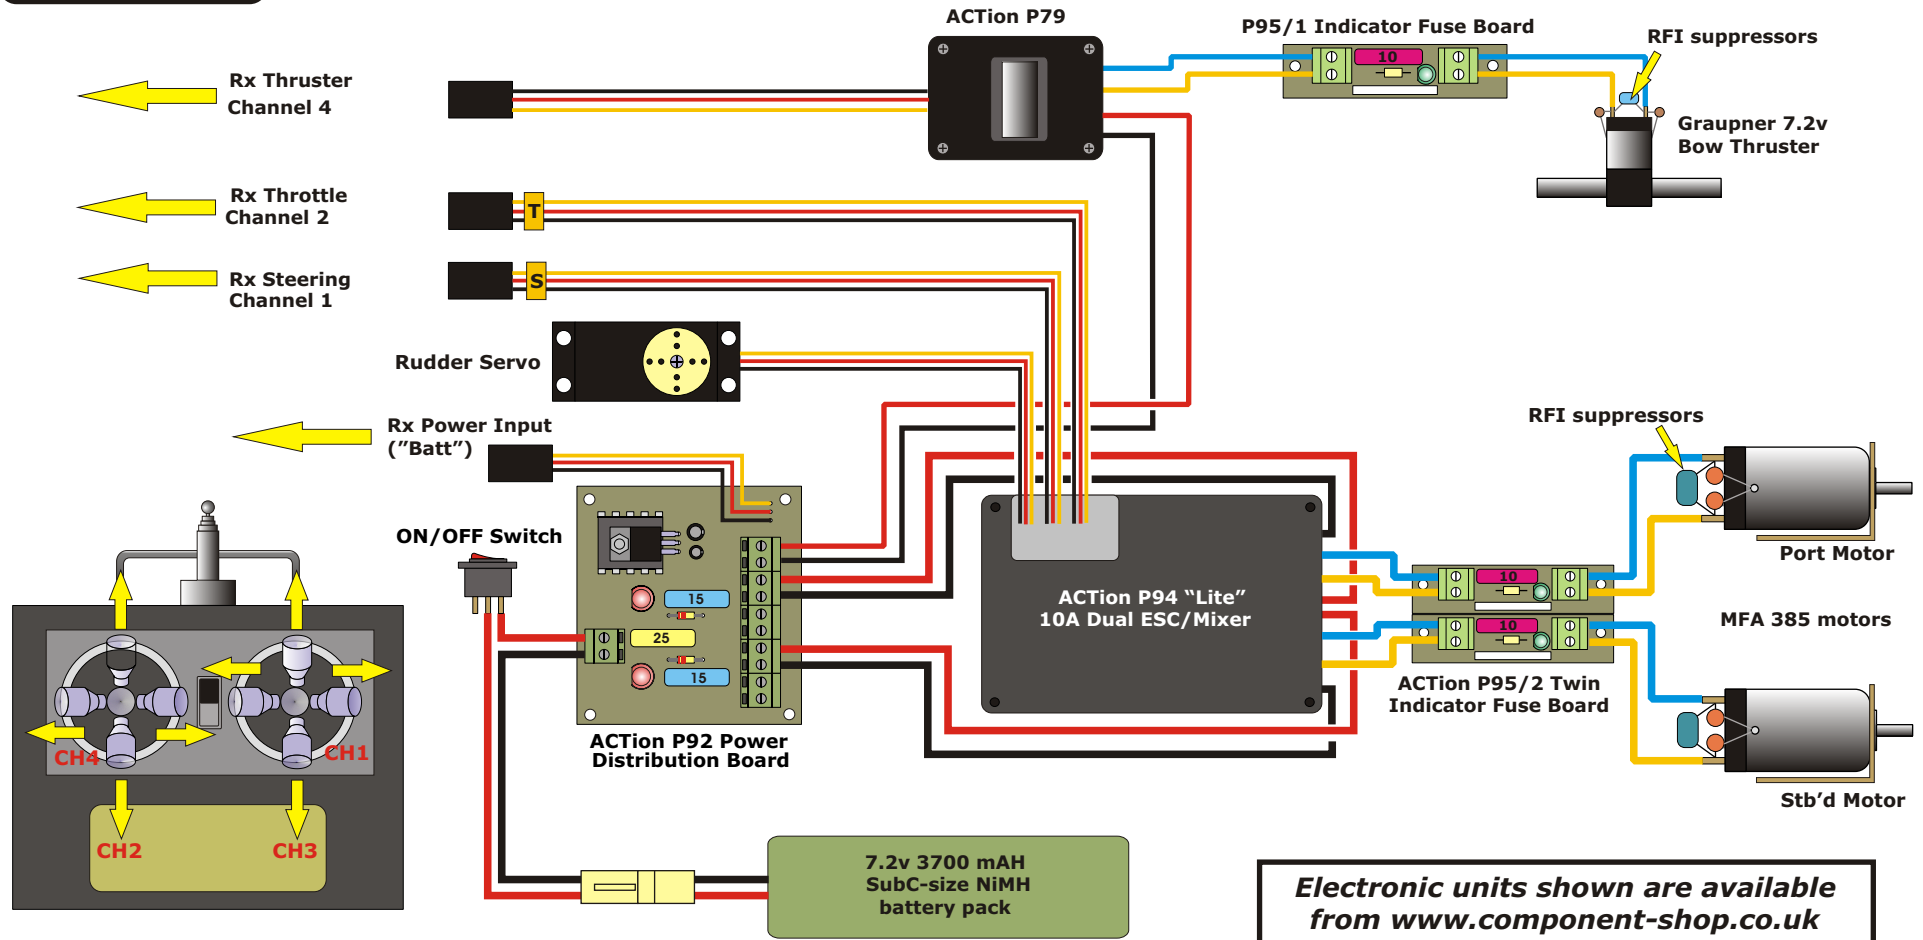 ACTion P79
P95/1 Indicator Fuse Board
RFI suppressors
10
Rx Thruster
Channel 4
Graupner 7.2v
Bow Thruster
Rx Throttle
Channel 2
T
Rx Steering
Channel 1
S
Rudder Servo
Rx Power Input
("Batt")
RFI suppressors
ON/OFF Switch
Port Motor
15
25
15
ACTion P94 “Lite”
10A Dual ESC/Mixer
10
10
MFA 385 motors
ACTion P95/2 Twin
Indicator Fuse Board
ACTion P92 Power
Distribution Board
Stb’d Motor
CH4
CH1
CH2
CH3
7.2v 3700 mAH
SubC-size NiMH
battery pack
Electronic units shown are available
from www.component-shop.co.uk